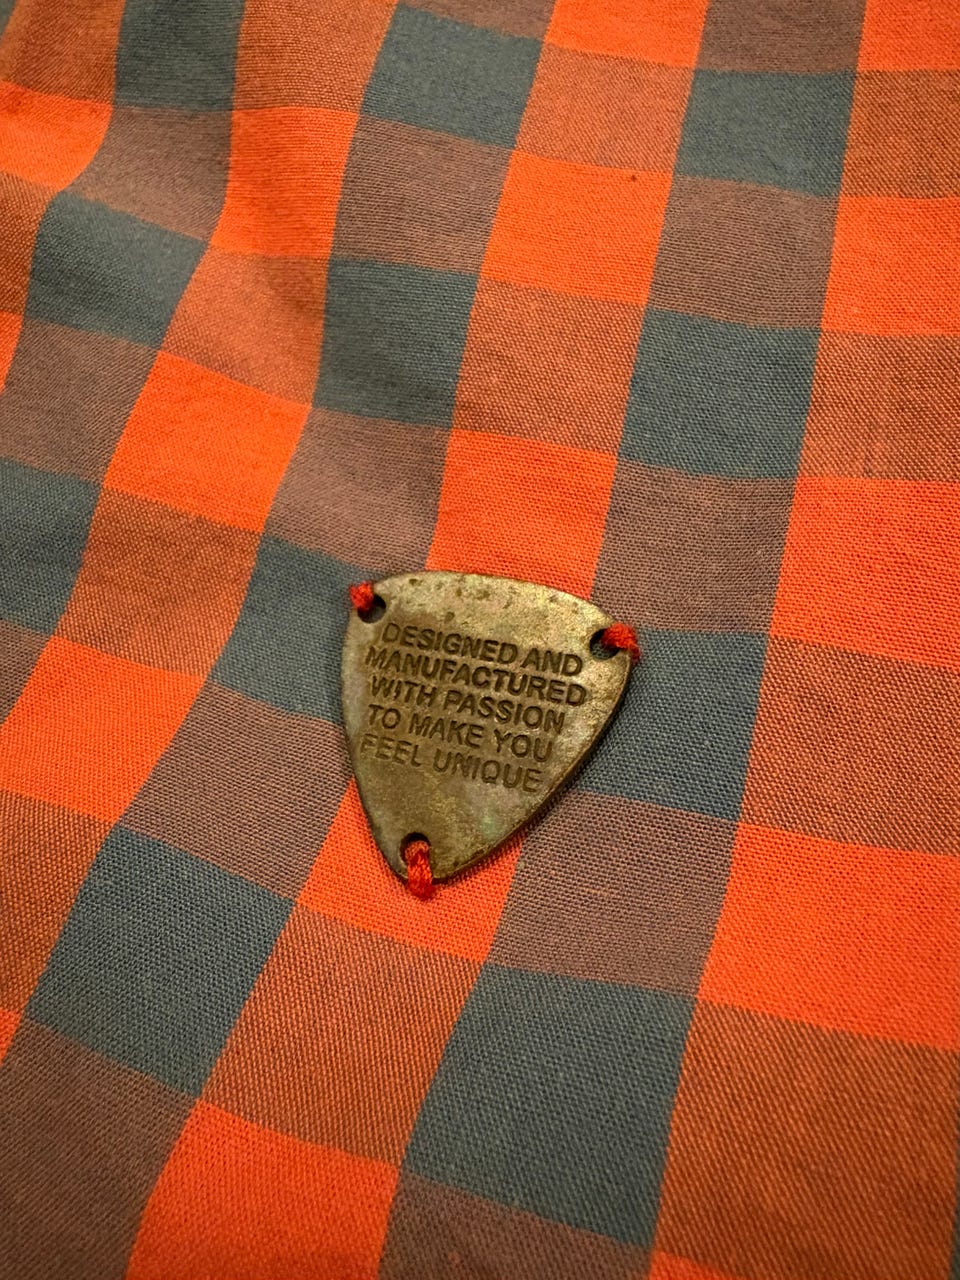 DESIGNED AND
MANUFACTURED
WITH PASSION
TO MAKE YOU
FEEL UNIQUE